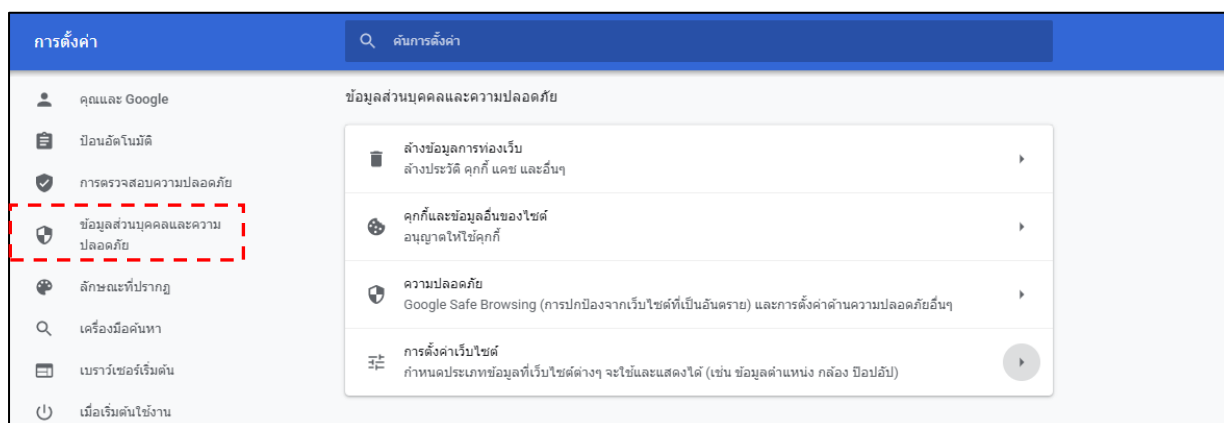 การตั้งค่า
ค้นการตั้งค่า
คุณและ Google
ป้อนอัตโนมัติ
การตรวจสอบความปลอดภัย
ข้อมูลส่วนบุคคลและความ
ปลอดภัย
ลักษณะที่ปรากฏ
เครื่องมือค้นหา
เบราว์เซอร์เริ่มต้น
เมื่อเริ่มต้นใช้งาน
ข้อมูลส่วนบุคคลและความปลอดภัย
ล้างข้อมูลการท่องเว็บ
ล้างประวัติ คุกกี้ แคช และอื่นๆ
คุกกี้และข้อมูลอื่นของไซต์
อนุญาตให้ใช้คุกกี้
ความปลอดภัย
Google Safe Browsing (การปกป้องจากเว็บไซต์ที่เป็นอันตราย) และการตั้งค่าด้านความปลอดภัยอื่นๆ
การตั้งค่าเว็บไซต์
กำหนดประเภทข้อมูลที่เว็บไซต์ต่างๆ จะใช้และแสดงได้ (เช่น ข้อมูลตำแหน่ง กล้อง ป๊อปอัป)